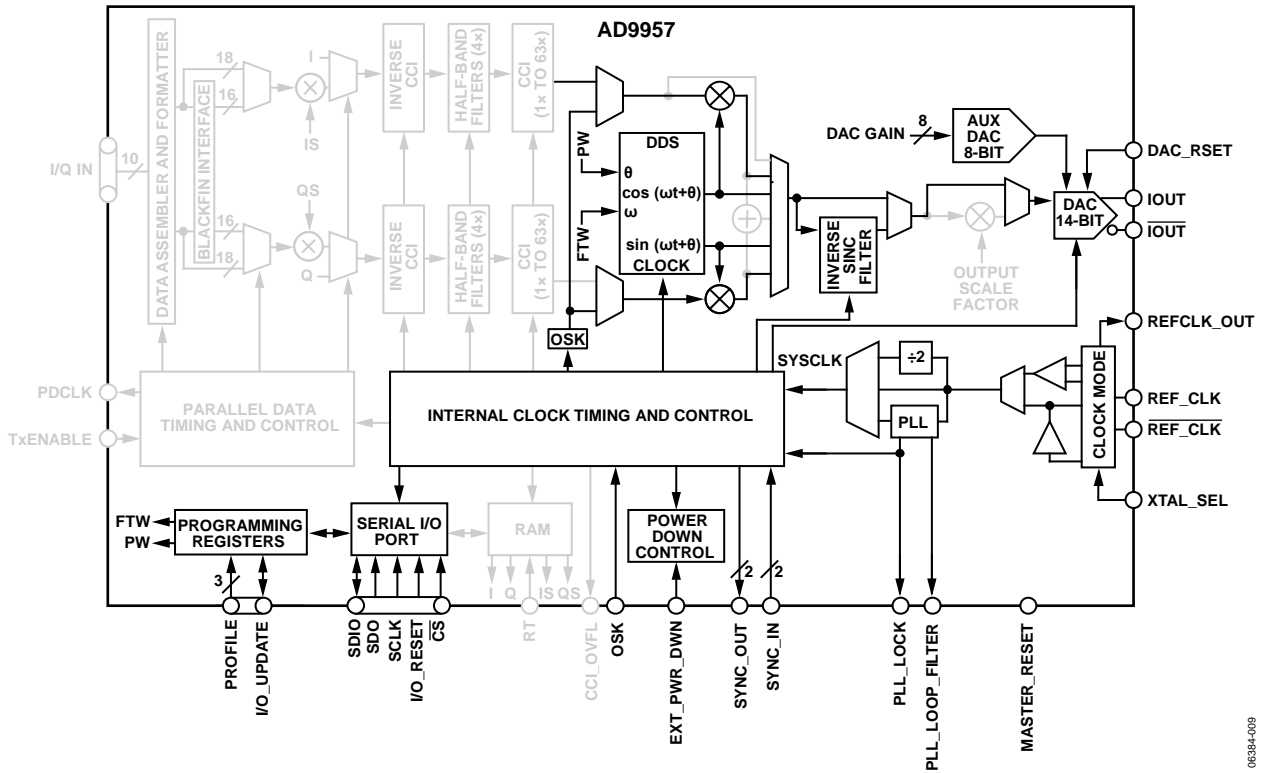 AD9957
I/Q IN
10
DATA ASSEMBLER AND FORMATTER
BLACKFIN INTERFACE
18
16
16
18
I
IS
QS
Q
INVERSE
CCI
HALF-BAND
FILTERS (4×)
CCI
(1× TO 63×)
INVERSE
CCI
HALF-BAND
FILTERS (4×)
CCI
(1× TO 63×)
OSK
PW
FTW
DDS
θ
cos (ωt+θ)
ω
sin (ωt+θ)
CLOCK
INVERSE
SINC
FILTER
OUTPUT
SCALE
FACTOR
DAC GAIN
8
AUX
DAC
8-BIT
DAC
14-BIT
DAC_RSET
IOUT
IOUT
REFCLK_OUT
REF_CLK
REF_CLK
XTAL_SEL
CLOCK MODE
SYSCLK
÷2
PLL
PDCLK
TxENABLE
PARALLEL DATA
TIMING AND CONTROL
INTERNAL CLOCK TIMING AND CONTROL
FTW
PW
PROGRAMMING
REGISTERS
SERIAL I/O
PORT
RAM
POWER
DOWN
CONTROL
3
I
Q
IS
QS
2
2
PROFILE
I/O_UPDATE
SDIO
SDO
SCLK
I/O_RESET
CS
RT
CCI_OVFL
OSK
EXT_PWR_DWN
SYNC_OUT
SYNC_IN
PLL_LOCK
PLL_LOOP_FILTER
MASTER_RESET
06384-009